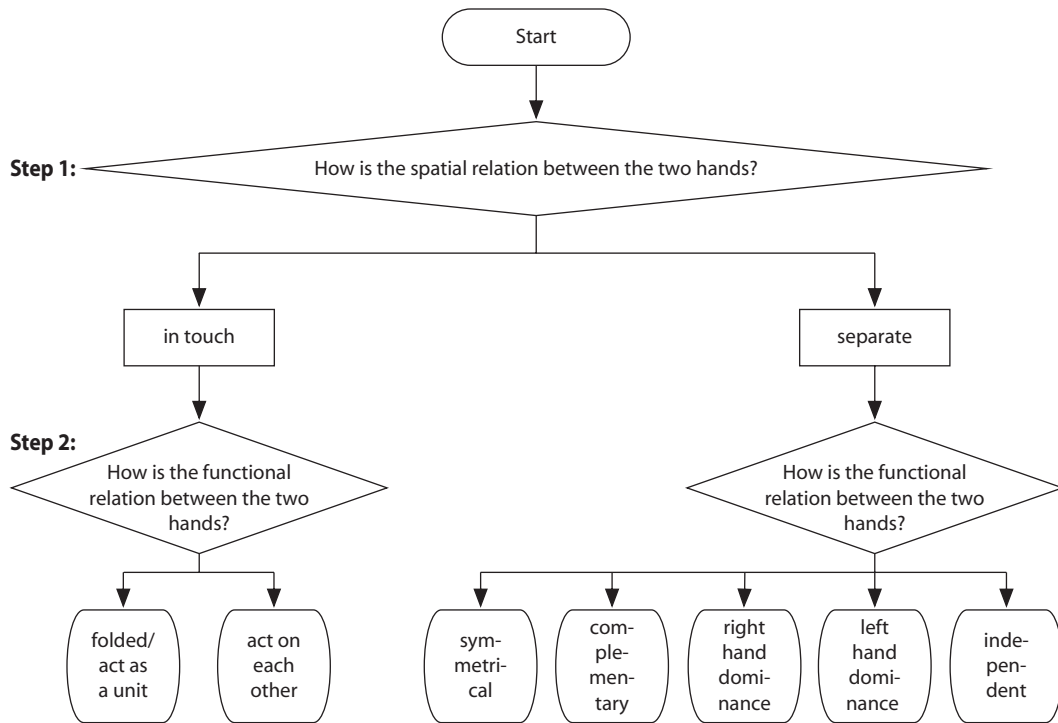 Start
Step 1:
How is the spatial relation between the two hands?
in touch
separate
Step 2:
How is the functional
relation between the two
hands?
How is the functional
relation between the two
hands?
folded/
act as
a unit
act on
each
other
sym-
metri-
cal
com-
ple-
men-
tary
right
hand
domi-
nance
left
hand
domi-
nance
inde-
pen-
dent